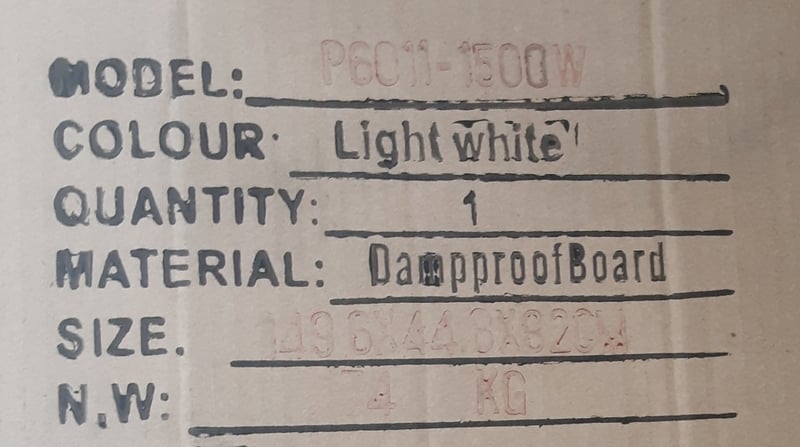 MODEL: P6011-1500W
COLOUR: Light white
QUANTITY: 1
MATERIAL: DampproofBoard
SIZE.
N.W: KG